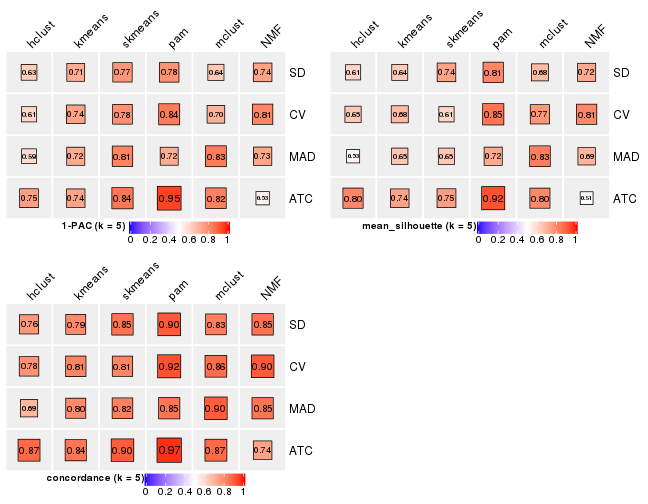 hclust kmeans skmeans pam mclust NMF
0.63 0.71 0.77 0.78 0.64 0.74 SD
0.61 0.74 0.78 0.84 0.70 0.81 CV
0.59 0.72 0.81 0.72 0.83 0.73 MAD
0.75 0.74 0.84 0.95 0.82 0.53 ATC
1-PAC (k = 5)
0 0.2 0.4 0.6 0.8 1
hclust kmeans skmeans pam mclust NMF
0.61 0.64 0.74 0.81 0.68 0.72 SD
0.65 0.68 0.61 0.85 0.77 0.81 CV
0.53 0.65 0.65 0.72 0.83 0.69 MAD
0.80 0.74 0.75 0.92 0.80 0.51 ATC
mean_silhouette (k = 5)
0 0.2 0.4 0.6 0.8 1
hclust kmeans skmeans pam mclust NMF
0.76 0.79 0.85 0.90 0.83 0.85 SD
0.78 0.81 0.81 0.92 0.86 0.90 CV
0.69 0.80 0.82 0.85 0.90 0.85 MAD
0.87 0.84 0.90 0.97 0.87 0.74 ATC
concordance (k = 5)
0 0.2 0.4 0.6 0.8 1